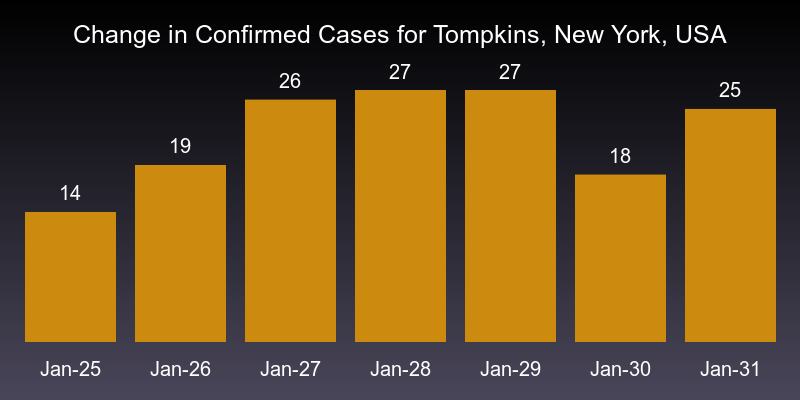 Change in Confirmed Cases for Tompkins, New York, USA
14
19
26
27
27
18
25
Jan-25
Jan-26
Jan-27
Jan-28
Jan-29
Jan-30
Jan-31